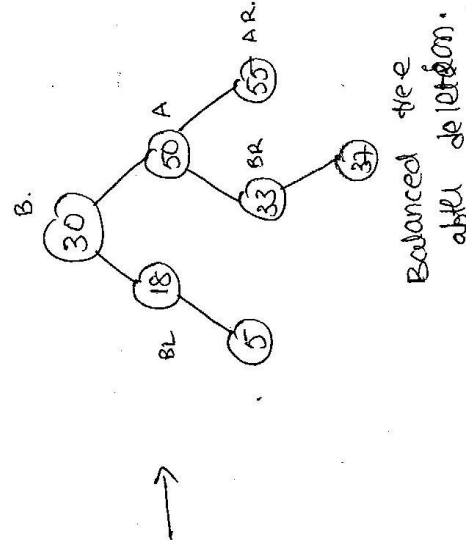 B.
30
A
AR.
50
55
BL
18
BR
33
5
37
Balanced tree
after deletion.